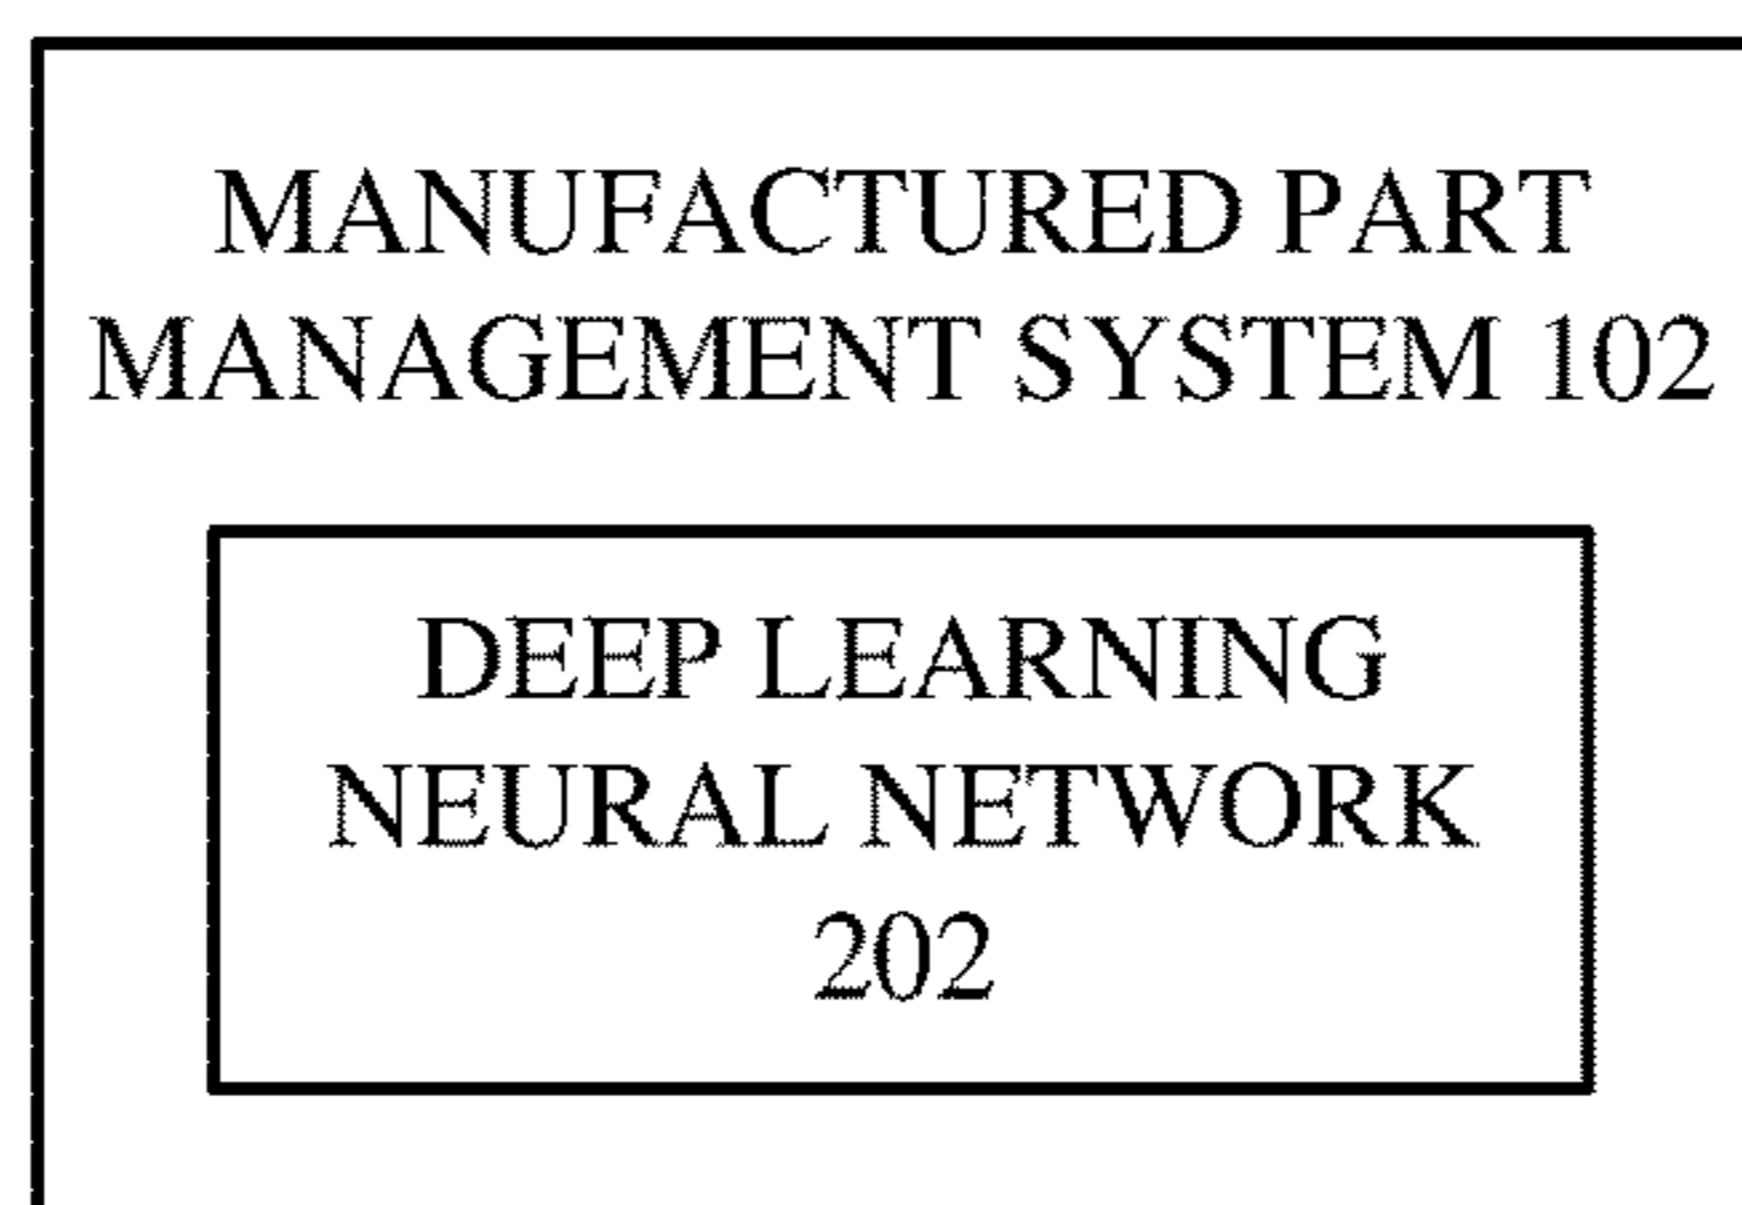 MANUFACTURED PART
MANAGEMENT SYSTEM 102
DEEP LEARNING
NEURAL NETWORK
202